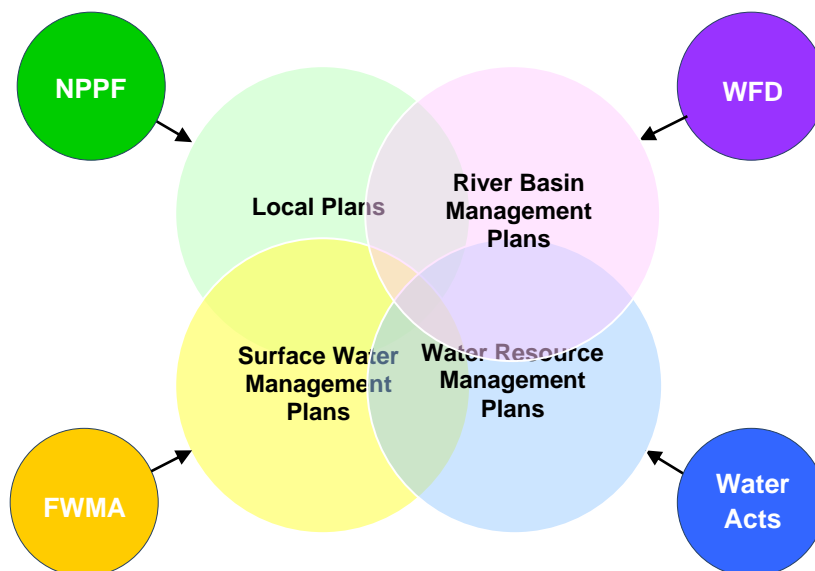 NPPF
WFD
Local Plans
River Basin
Management
Plans
Surface Water
Management
Plans
Water Resource
Management
Plans
FWMA
Water
Acts